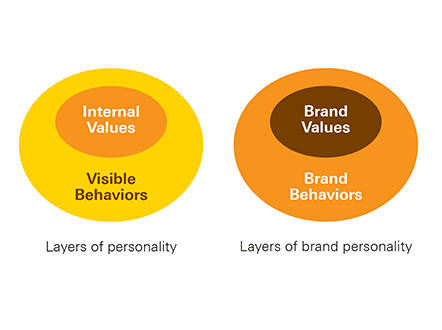 Internal
Values
Visible
Behaviors
Layers of personality
Brand
Values
Brand
Behaviors
Layers of brand personality